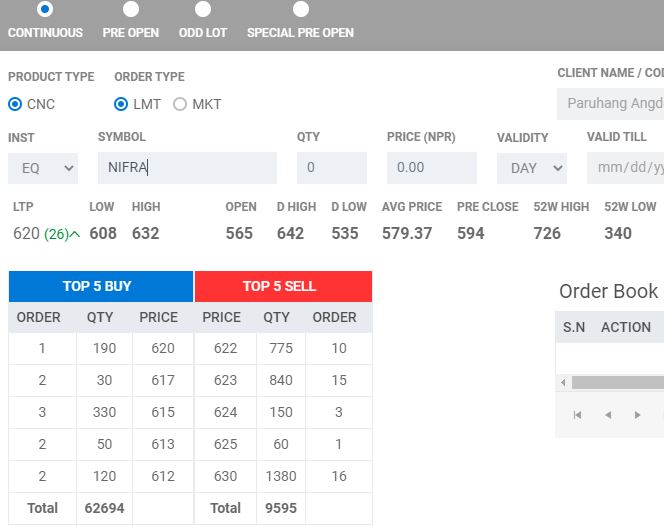 CONTINUOUS PRE OPEN ODD LOT SPECIAL PRE OPEN
PRODUCT TYPE ORDER TYPE CLIENT NAME / COD
CNC LMT MKT Paruhang Angd
INST SYMBOL QTY PRICE (NPR) VALIDITY VALID TILL
EQ NIFRA 0 0.00 DAY mm/dd/yy
LTP LOW HIGH OPEN D HIGH D LOW AVG PRICE PRE CLOSE 52W HIGH 52W LOW
620 (26) 608 632 565 642 535 579.37 594 726 340
TOP 5 BUY TOP 5 SELL Order Book
ORDER QTY PRICE PRICE QTY ORDER S.N ACTION
1 190 620 622 775 10
2 30 617 623 840 15
3 330 615 624 150 3
2 50 613 625 60 1
2 120 612 630 1380 16
Total 62694 Total 9595